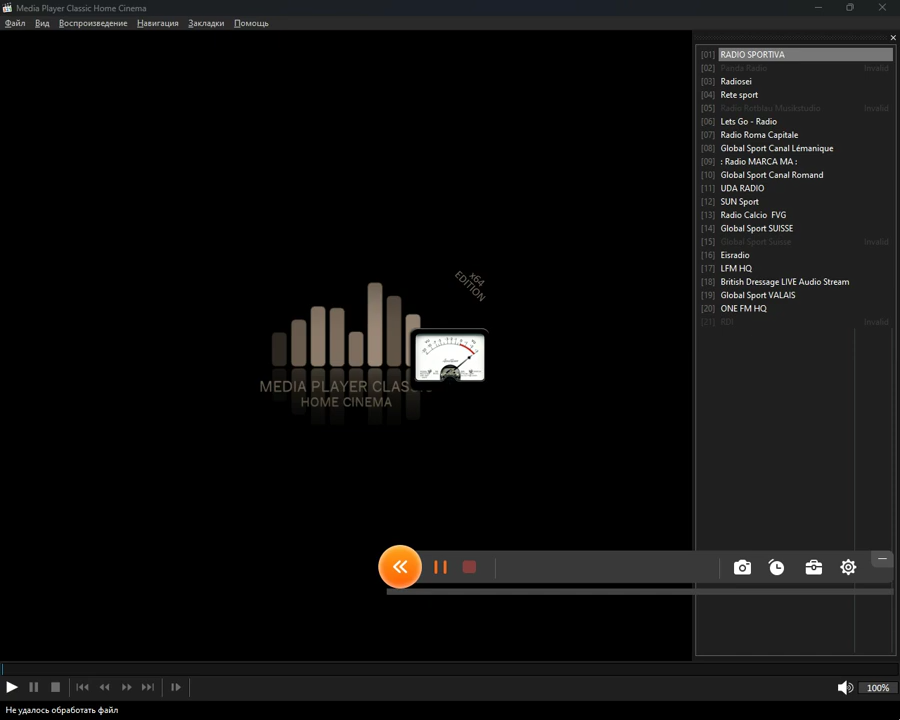 Media Player Classic Home Cinema
Файл Вид Воспроизведение Навигация Закладки Помощь
[01] RADIO SPORTIVA
[02] Panda Radio Invalid
[03] Radiosei
[04] Rete sport
[05] Radio Rotblau Musikstudio Invalid
[06] Lets Go - Radio
[07] Radio Roma Capitale
[08] Global Sport Canal Lémanique
[09] : Radio MARCA MA :
[10] Global Sport Canal Romand
[11] UDA RADIO
[12] SUN Sport
[13] Radio Calcio FVG
[14] Global Sport SUISSE
[15] Global Sport Suisse Invalid
[16] Eisradio
[17] LFM HQ
[18] British Dressage LIVE Audio Stream
[19] Global Sport VALAIS
[20] ONE FM HQ
[23] RDI Invalid
x64
EDITION
MEDIA PLAYER CLASSIC
HOME CINEMA
100%
Не удалось обработать файл